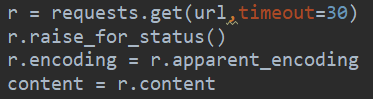 r = requests.get(url,timeout=30)
r.raise_for_status()
r.encoding = r.apparent_encoding
content = r.content